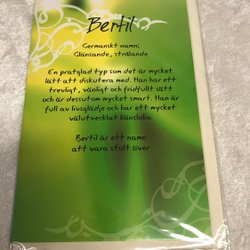 Bertil
Germanskt namn;
Glänsande, strålande
En pratglad typ som det är mycket
lätt att diskutera med. Han har ett
trevligt, vänligt och fridfullt sätt
och är dessutom mycket smart. Han är
full av livsglädje och har ett mycket
välutvecklat känsloliv.
Bertil är ett namn
att vara stolt över